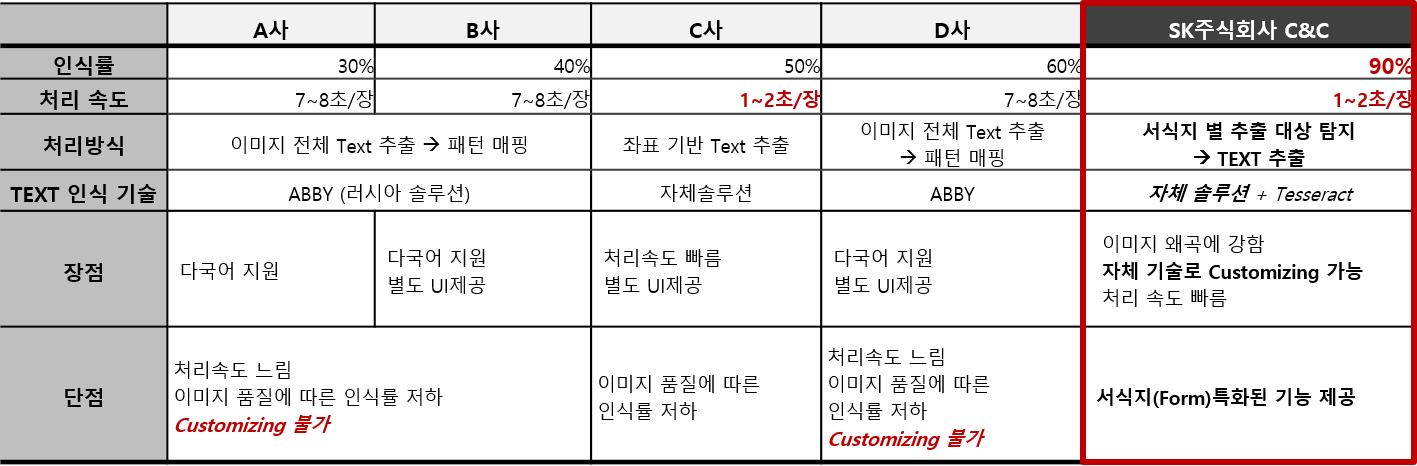 A사 B사 C사 D사 SK주식회사 C&C
인식률 30% 40% 50% 60% 90%
처리 속도 7~8초/장 7~8초/장 1~2초/장 7~8초/장 1~2초/장
처리방식
이미지 전체 Text 추출 → 패턴 매핑
좌표 기반 Text 추출
이미지 전체 Text 추출
→ 패턴 매핑
서식지 별 추출 대상 탐지
→ TEXT 추출
TEXT 인식 기술 ABBY (러시아 솔루션) 자체솔루션 ABBY 자체 솔루션 + Tesseract
장점
다국어 지원
다국어 지원
별도 UI제공
처리속도 빠름
별도 UI제공
다국어 지원
별도 UI제공
이미지 왜곡에 강함
자체 기술로 Customizing 가능
처리 속도 빠름
단점
처리속도 느림
이미지 품질에 따른 인식률 저하
Customizing 불가
이미지 품질에 따른
인식률 저하
처리속도 느림
이미지 품질에 따른
인식률 저하
Customizing 불가
서식지(Form)특화된 기능 제공